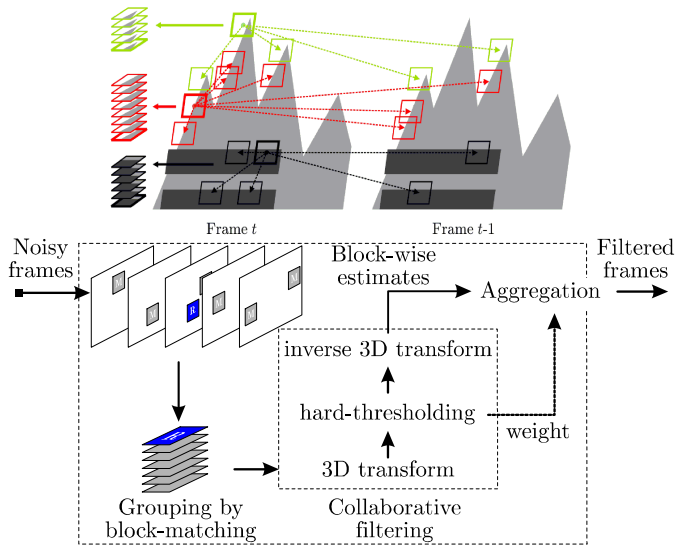 Frame t
Frame t-1
Noisy
frames
Block-wise
estimates
Filtered
frames
Aggregation
M
M
R
M
M
M
inverse 3D transform
hard-thresholding
weight
3D transform
Grouping by
block-matching
Collaborative
filtering